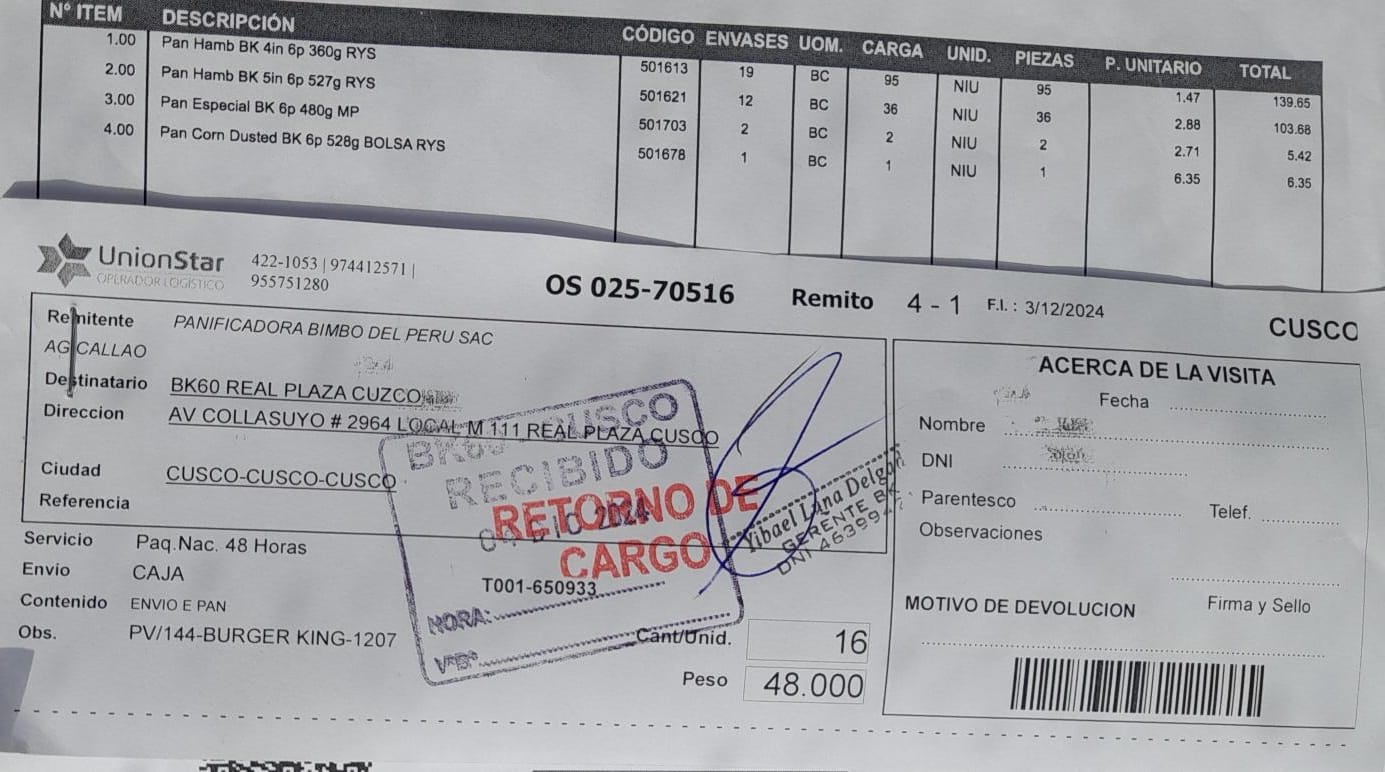 Nº ITEM DESCRIPCIÓN CÓDIGO ENVASES UOM. CARGA UNID. PIEZAS P. UNITARIO TOTAL
1.00 Pan Hamb BK 4in 6p 360g RYS 501613 19 BC 95 NIU 95 1.47 139.65
2.00 Pan Hamb BK 5in 6p 527g RYS 501621 12 BC 36 NIU 36 2.88 103.68
3.00 Pan Especial BK 6p 480g MP 501703 2 BC 2 NIU 2 2.71 5.42
4.00 Pan Corn Dusted BK 6p 528g BOLSA RYS 501678 1 BC 1 NIU 1 6.35 6.35
UnionStar
OPERADOR LOGÍSTICO
422-1053 | 974412571 |
955751280
OS 025-70516 Remito 4 - 1 F.I. : 3/12/2024
CUSCO
Remitente PANIFICADORA BIMBO DEL PERU SAC
AG CALLAO
Destinatario BK60 REAL PLAZA CUZCO
Direccion AV COLLASUYO # 2964 LOCAL M 111 REAL PLAZA CUSCO
Ciudad CUSCO-CUSCO-CUSCO
Referencia
Servicio Paq.Nac. 48 Horas
Envio CAJA
Contenido ENVIO E PAN
Obs. PV/144-BURGER KING-1207
BK60 CUSCO
RECIBIDO
DIC 2024
HORA:
VºBº
RETORNO DE
CARGO
T001-650933
Yibael Luna
GERENTE BK
DNI
Cant/Unid. 16
Peso 48.000
ACERCA DE LA VISITA
Fecha
Nombre
DNI
Parentesco Telef.
Observaciones
Firma y Sello
MOTIVO DE DEVOLUCION